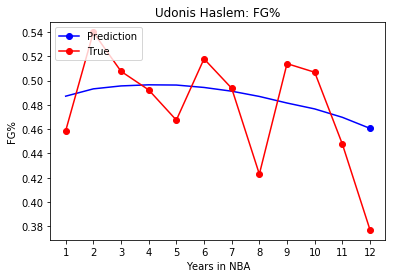 Udonis Haslem: FG%
Prediction
True
0.54
0.52
0.50
0.48
0.46
0.44
0.42
0.40
0.38
FG%
1 2 3 4 5 6 7 8 9 10 11 12
Years in NBA